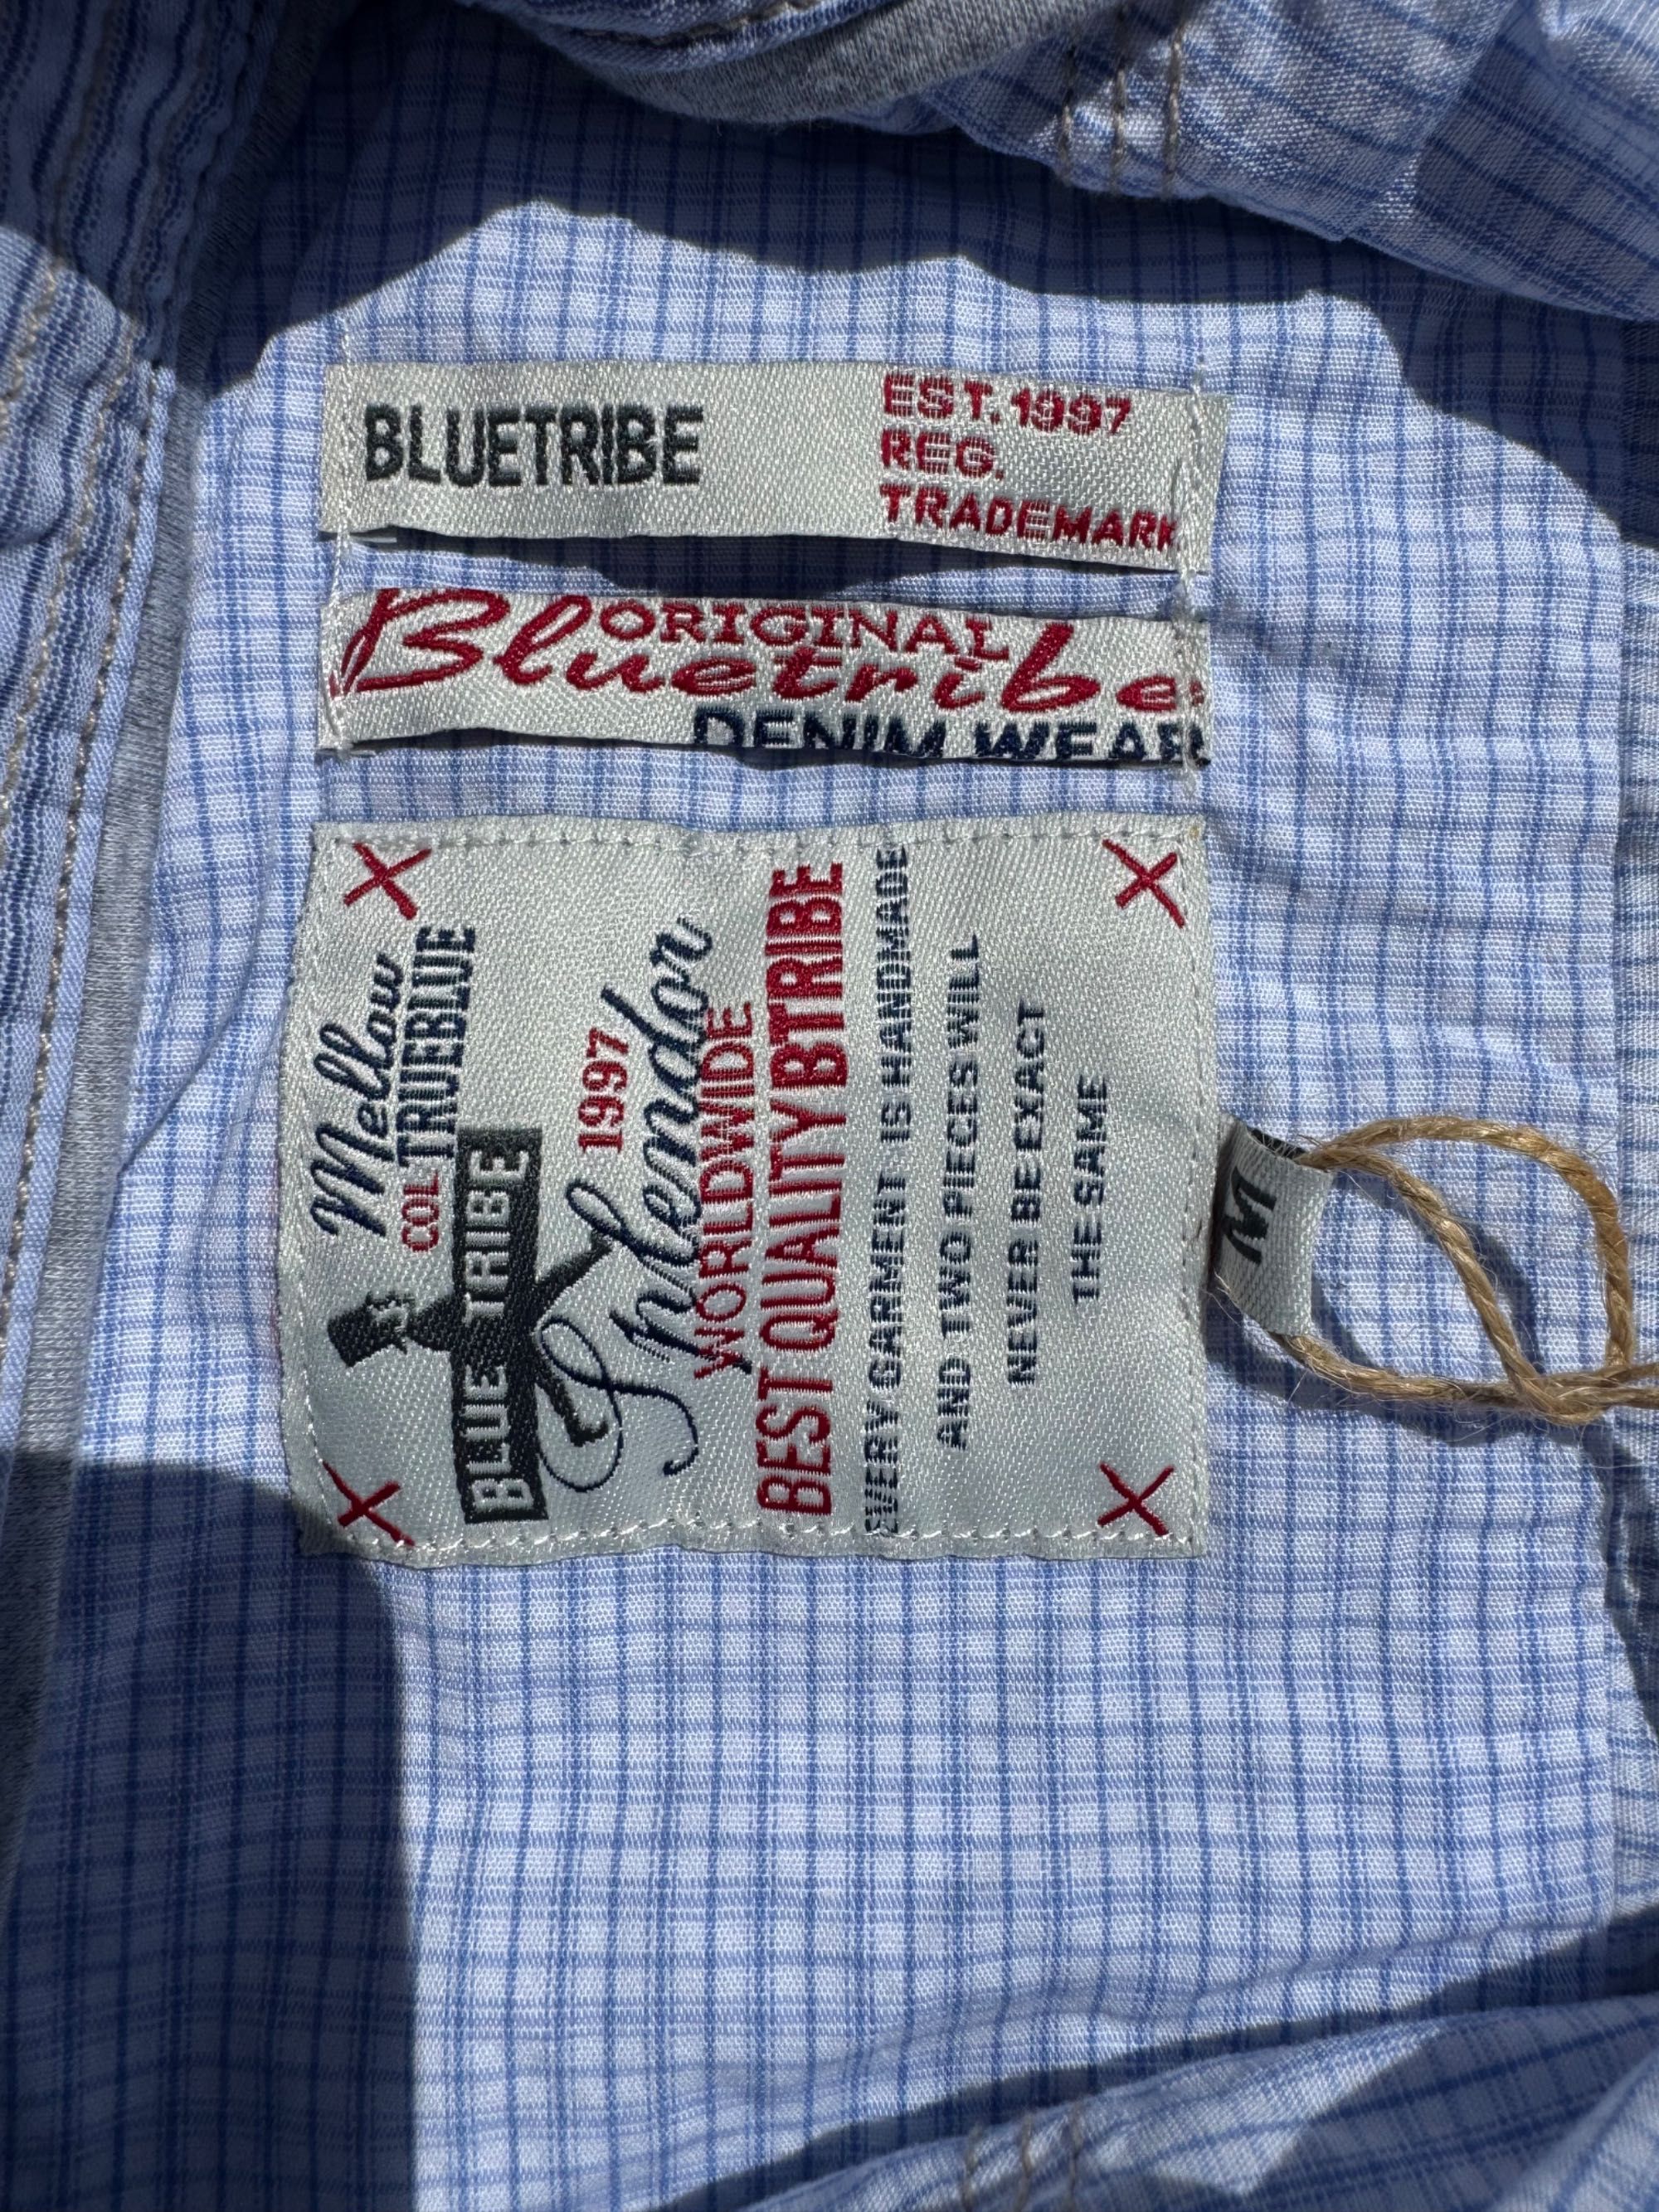 BLUETRIBE
EST. 1997
REG.
TRADEMARK
ORIGINAL
Bluetribe
DENIM WEAR
Mellow
COL TRUEBLUE
BLUE TRIBE
1997
Splendor
WORLDWIDE
BEST QUALITY BTRIBE
EVERY GARMENT IS HANDMADE
AND TWO PIECES WILL
NEVER BE EXACT
THE SAME
M